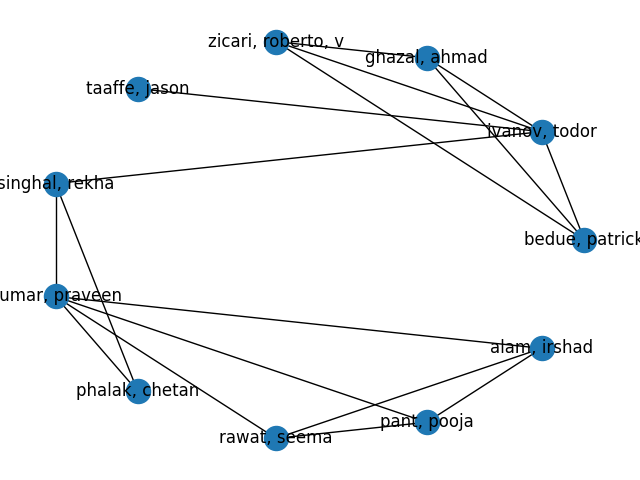 zicari, roberto, v
ghazal, ahmad
taaffe, jason
ivanov, todor
singhal, rekha
bedue, patrick
umar, praveen
alam, irshad
phalak, chetan
pant, pooja
rawat, seema